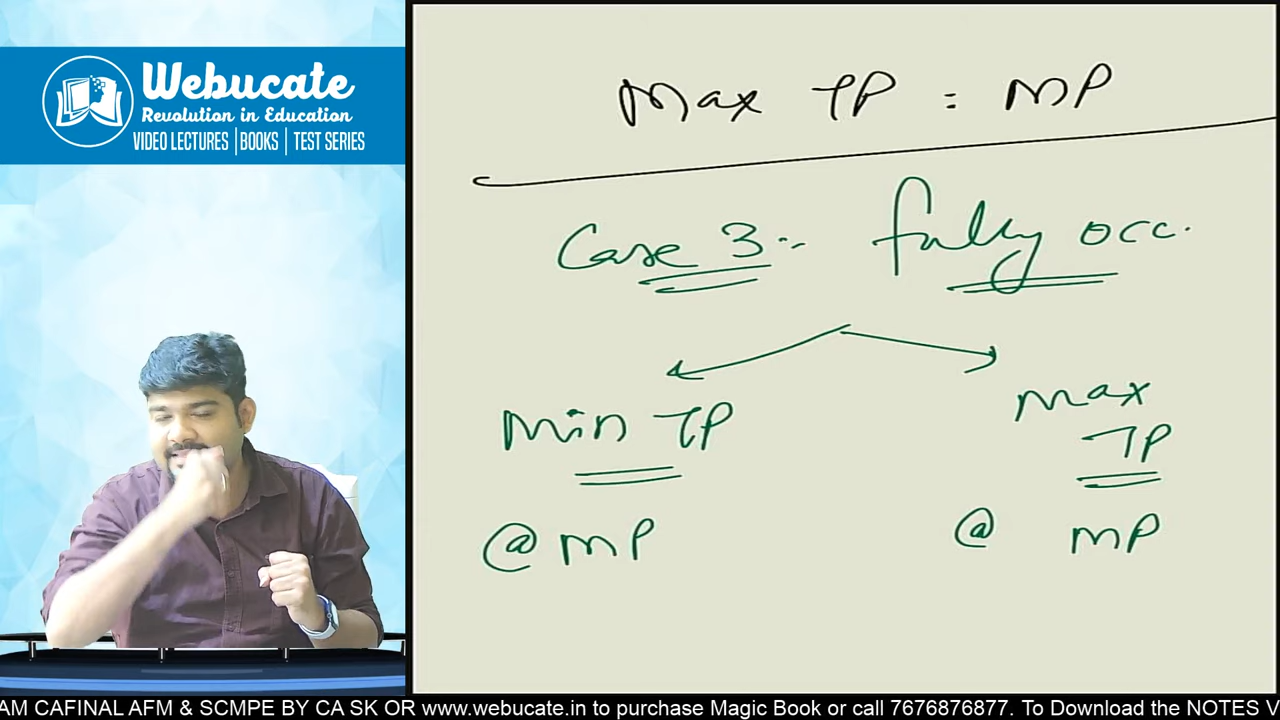 Webucate
Revolution in Education
VIDEO LECTURES | BOOKS | TEST SERIES
Max TP = MP
Case 3:- fully occ.
Min TP
Max
TP
@ MP
@ MP
AM CAFINAL AFM & SCMPE BY CA SK OR www.webucate.in to purchase Magic Book or call 7676876877. To Download the NOTES V